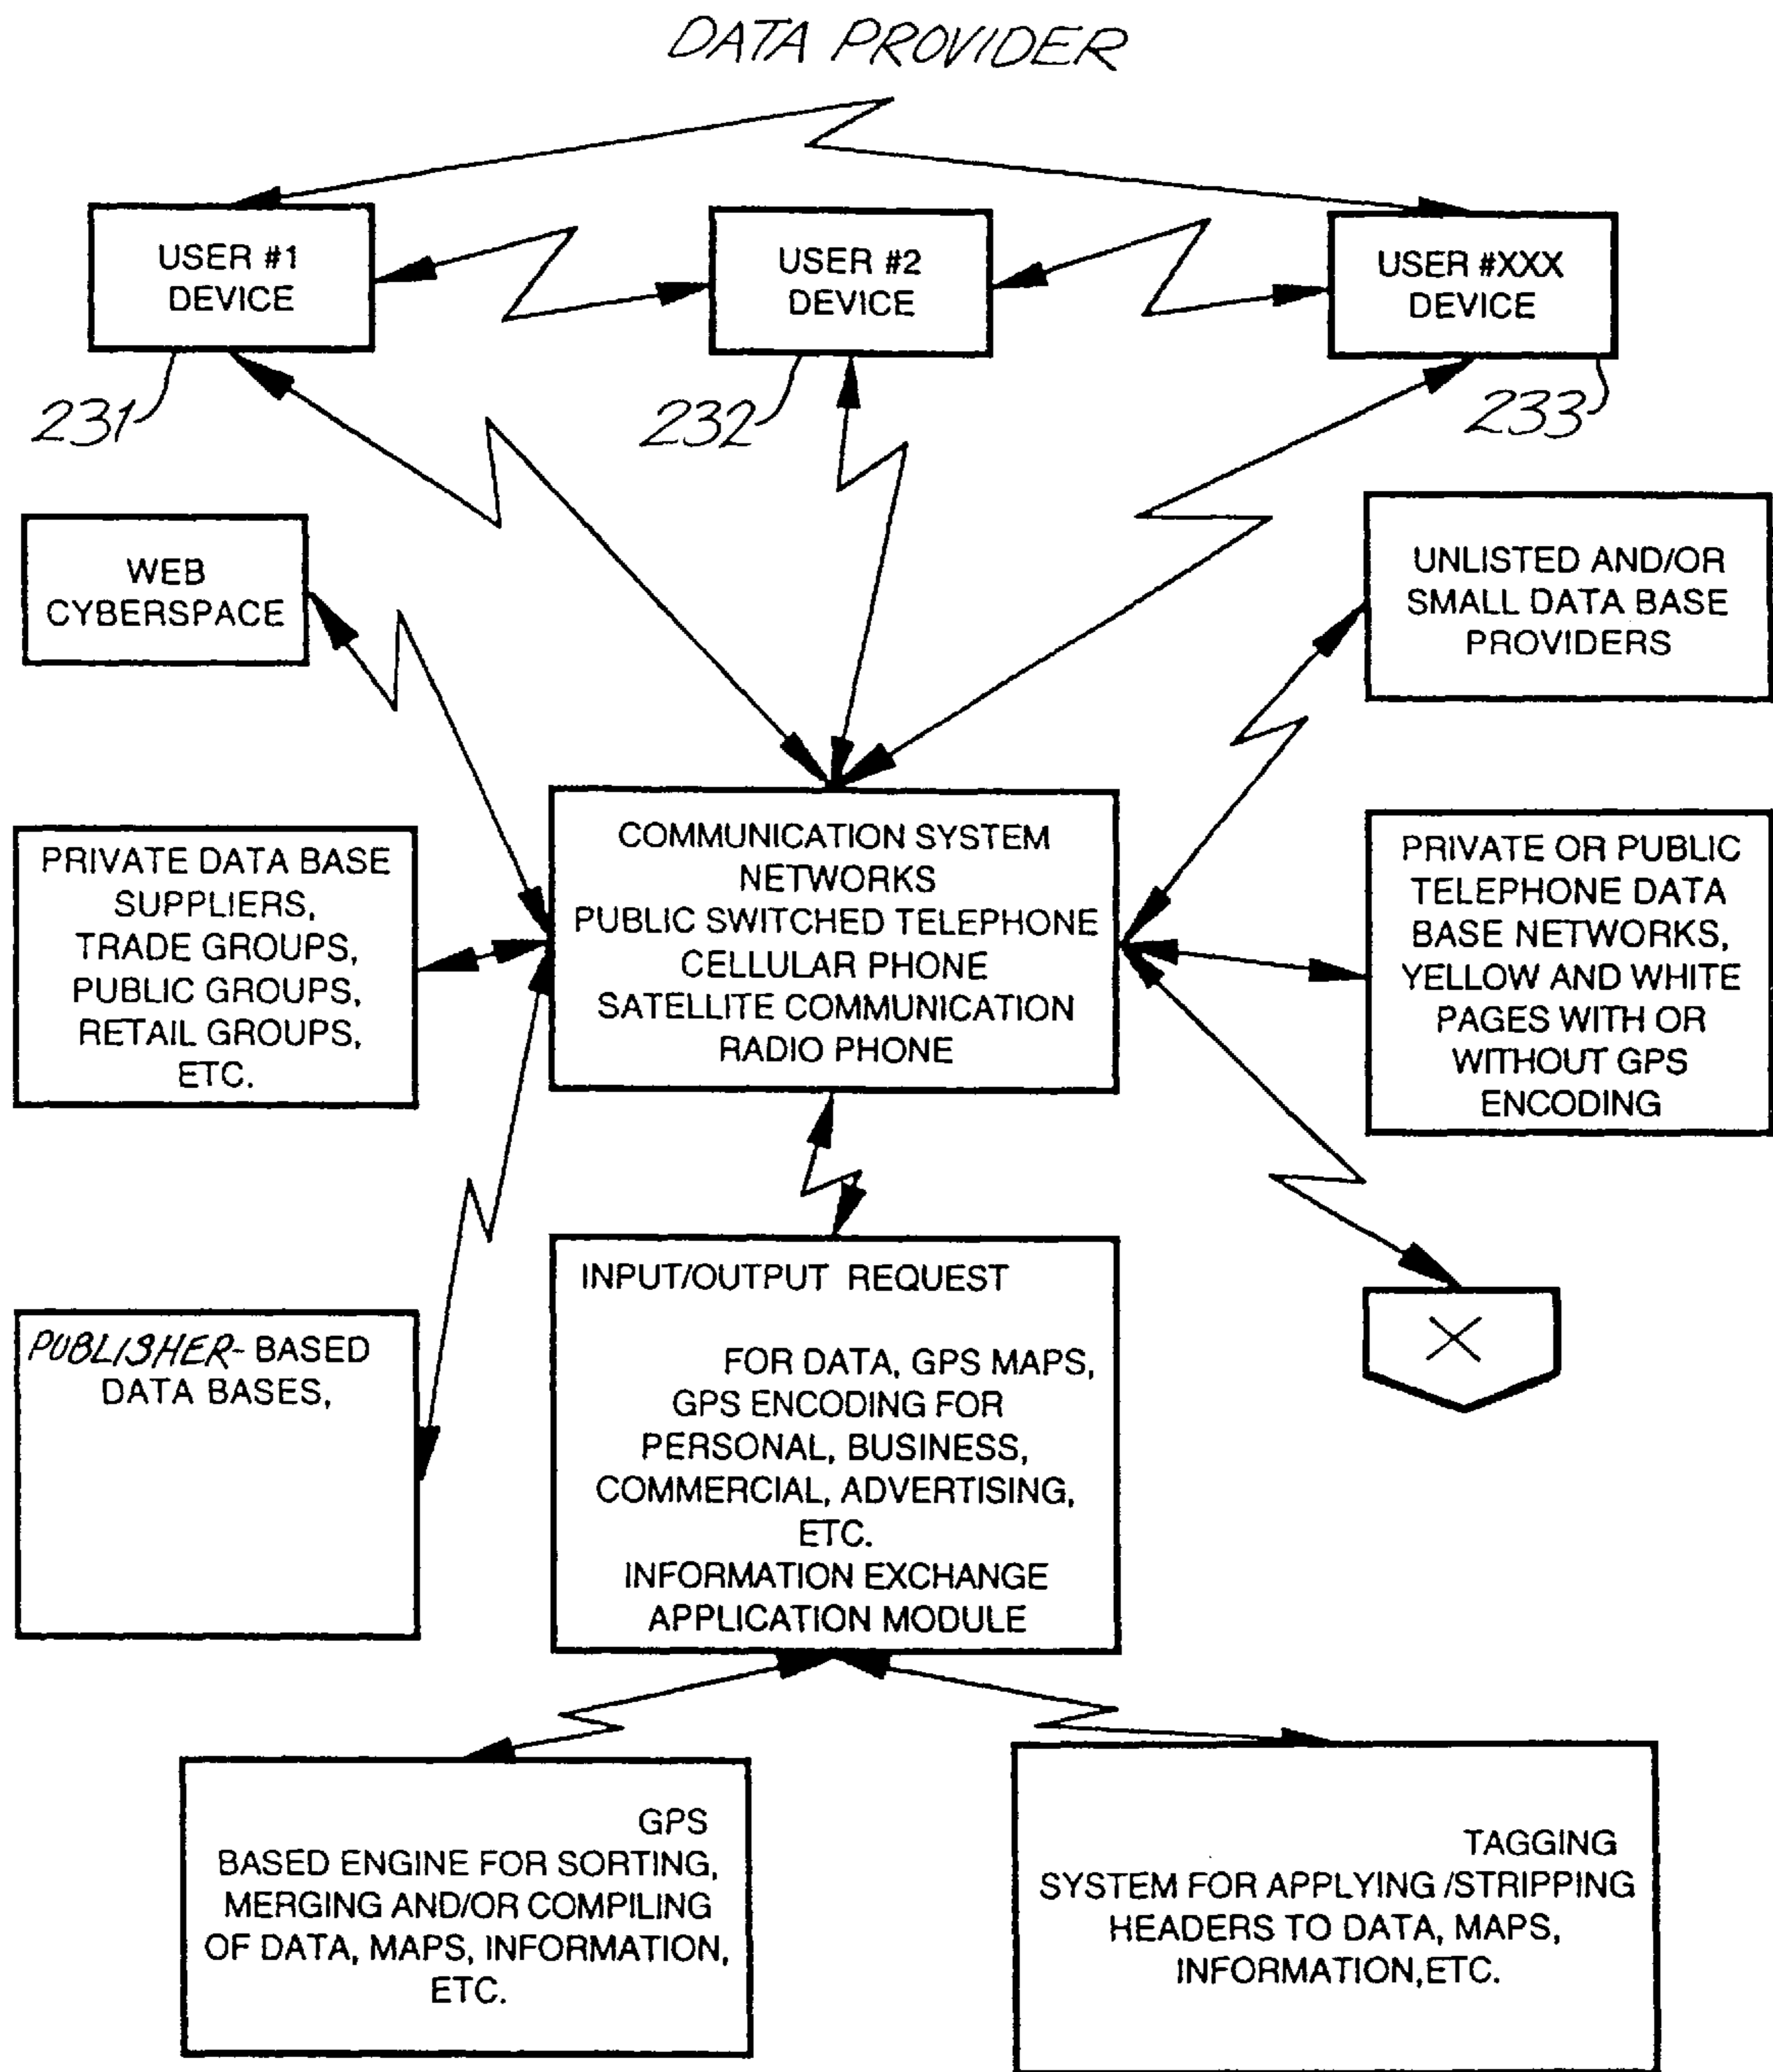 DATA PROVIDER
USER #1
DEVICE
USER #2
DEVICE
USER #XXX
DEVICE
231
232
233
WEB
CYBERSPACE
UNLISTED AND/OR
SMALL DATA BASE
PROVIDERS
PRIVATE DATA BASE
SUPPLIERS,
TRADE GROUPS,
PUBLIC GROUPS,
RETAIL GROUPS,
ETC.
COMMUNICATION SYSTEM
NETWORKS
PUBLIC SWITCHED TELEPHONE
CELLULAR PHONE
SATELLITE COMMUNICATION
RADIO PHONE
PRIVATE OR PUBLIC
TELEPHONE DATA
BASE NETWORKS,
YELLOW AND WHITE
PAGES WITH OR
WITHOUT GPS
ENCODING
PUBLISHER-BASED
DATA BASES,
INPUT/OUTPUT REQUEST
FOR DATA, GPS MAPS,
GPS ENCODING FOR
PERSONAL, BUSINESS,
COMMERCIAL, ADVERTISING,
ETC.
INFORMATION EXCHANGE
APPLICATION MODULE
X
GPS
BASED ENGINE FOR SORTING,
MERGING AND/OR COMPILING
OF DATA, MAPS, INFORMATION,
ETC.
TAGGING
SYSTEM FOR APPLYING /STRIPPING
HEADERS TO DATA, MAPS,
INFORMATION,ETC.